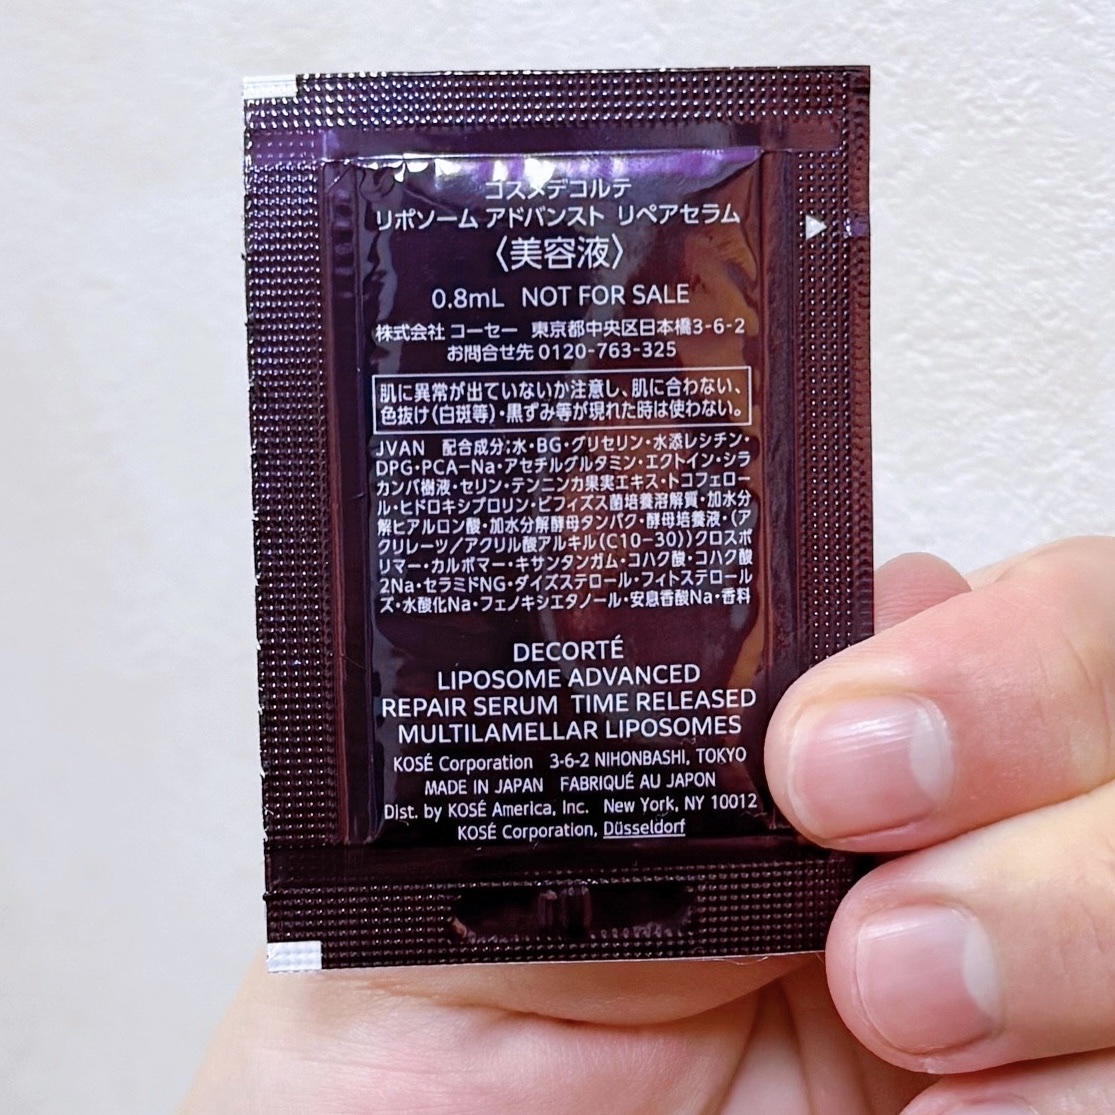 コスメデコルテ
リポソーム アドバンスト リペアセラム
〈美容液〉
0.8mL NOT FOR SALE
株式会社 コーセー 東京都中央区日本橋3-6-2
お問合せ先 0120-763-325
肌に異常が出ていないか注意し、肌に合わない、
色抜け(白斑等)・黒ずみ等が現れた時は使わない。
JVAN 配合成分:水・BG・グリセリン・水添レシチン・
DPG・PCA-Na・アセチルグルタミン・エクトイン・シラ
カンバ樹液・セリン・テンニンカ果実エキス・トコフェロー
ル・ヒドロキシプロリン・ビフィズス菌培養溶解質・加水分
解ヒアルロン酸・加水分解酵母タンパク・酵母培養液・(ア
クリレーツ/アクリル酸アルキル(C10-30))クロスポ
リマー・カルボマー・キサンタンガム・コハク酸・コハク酸
2Na・セラミドNG・ダイズステロール・フィトステロール
ズ・水酸化Na・フェノキシエタノール・安息香酸Na・香料
DECORTÉ
LIPOSOME ADVANCED
REPAIR SERUM TIME RELEASED
MULTILAMELLAR LIPOSOMES
KOSÉ Corporation 3-6-2 NIHONBASHI, TOKYO
MADE IN JAPAN FABRIQUÉ AU JAPON
Dist. by KOSÉ America, Inc. New York, NY 10012
KOSÉ Corporation, Düsseldorf